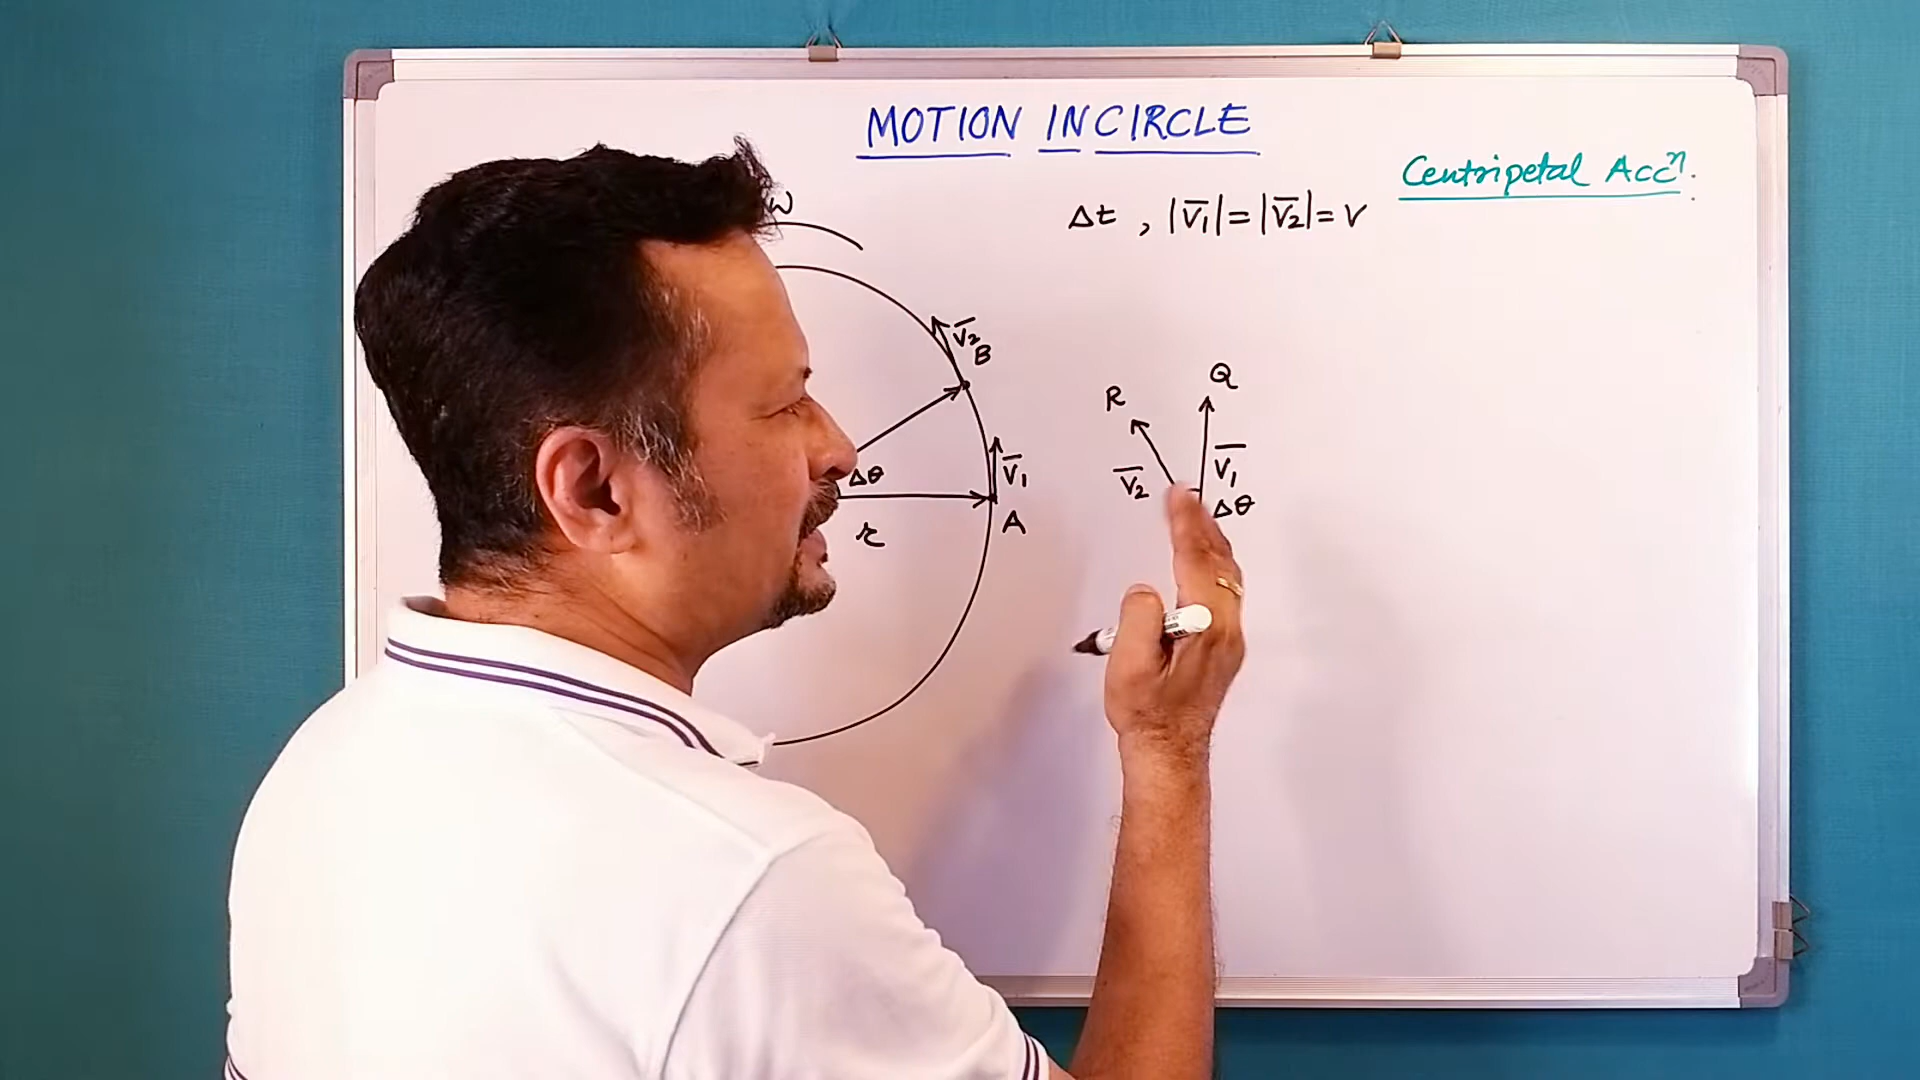 MOTION IN CIRCLE
Centripetal Accⁿ.
Δt , |V̅₁| = |V̅₂| = V
ω
V̅₂
B
Δθ
V̅₁
r
A
R
Q
V̅₂
V̅₁
Δθ